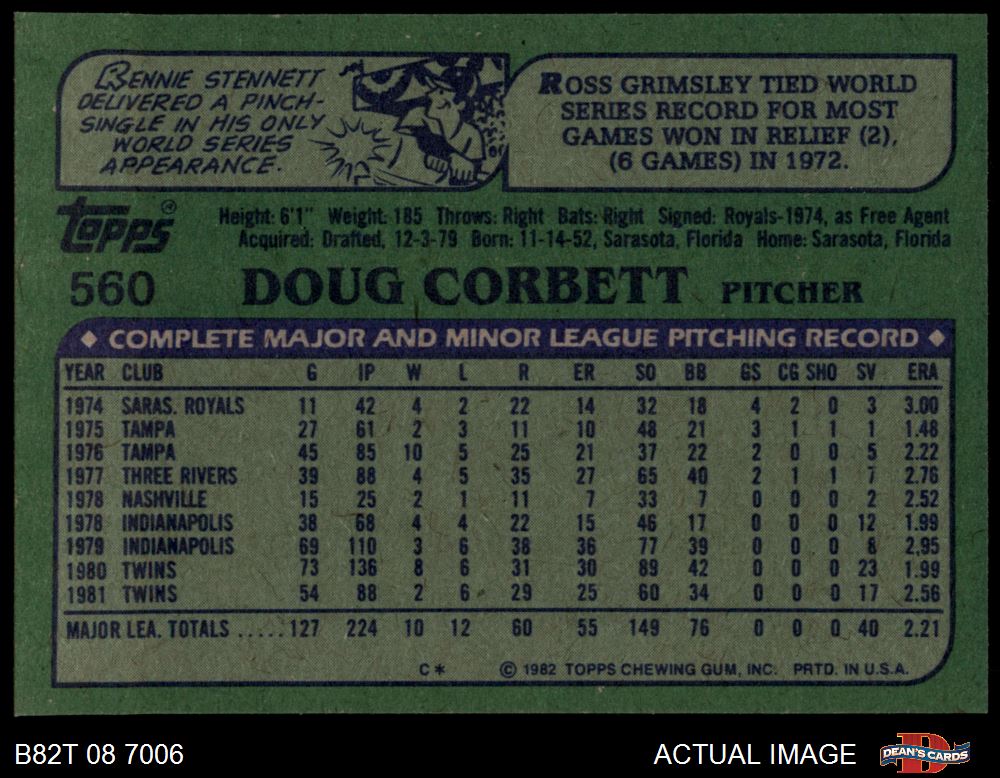 RENNIE STENNETT
DELIVERED A PINCH-
SINGLE IN HIS ONLY
WORLD SERIES
APPEARANCE.
ROSS GRIMSLEY TIED WORLD
SERIES RECORD FOR MOST
GAMES WON IN RELIEF (2),
(6 GAMES) IN 1972.
Topps®
Height: 6'1" Weight: 185 Throws: Right Bats: Right Signed: Royals-1974, as Free Agent
Acquired: Drafted, 12-3-79 Born: 11-14-52, Sarasota, Florida Home: Sarasota, Florida
560 DOUG CORBETT PITCHER
◆ COMPLETE MAJOR AND MINOR LEAGUE PITCHING RECORD ◆
YEAR CLUB G IP W L R ER SO BB GS CG SHO SV ERA
1974 SARAS. ROYALS 11 42 4 2 22 14 32 18 4 2 0 3 3.00
1975 TAMPA 27 61 2 3 11 10 48 21 3 1 1 1 1.48
1976 TAMPA 45 85 10 5 25 21 37 22 2 0 0 5 2.22
1977 THREE RIVERS 39 88 4 5 35 27 65 40 2 1 1 7 2.76
1978 NASHVILLE 15 25 2 1 11 7 33 7 0 0 0 2 2.52
1978 INDIANAPOLIS 38 68 4 4 22 15 46 17 0 0 0 12 1.99
1979 INDIANAPOLIS 69 110 3 6 38 36 77 39 0 0 0 8 2.95
1980 TWINS 73 136 8 6 31 30 89 42 0 0 0 23 1.99
1981 TWINS 54 88 2 6 29 25 60 34 0 0 0 17 2.56
MAJOR LEA. TOTALS .....127 224 10 12 60 55 149 76 0 0 0 40 2.21
C* © 1982 TOPPS CHEWING GUM, INC. PRTD. IN U.S.A.
B82T 08 7006 ACTUAL IMAGE D DEAN'S CARDS